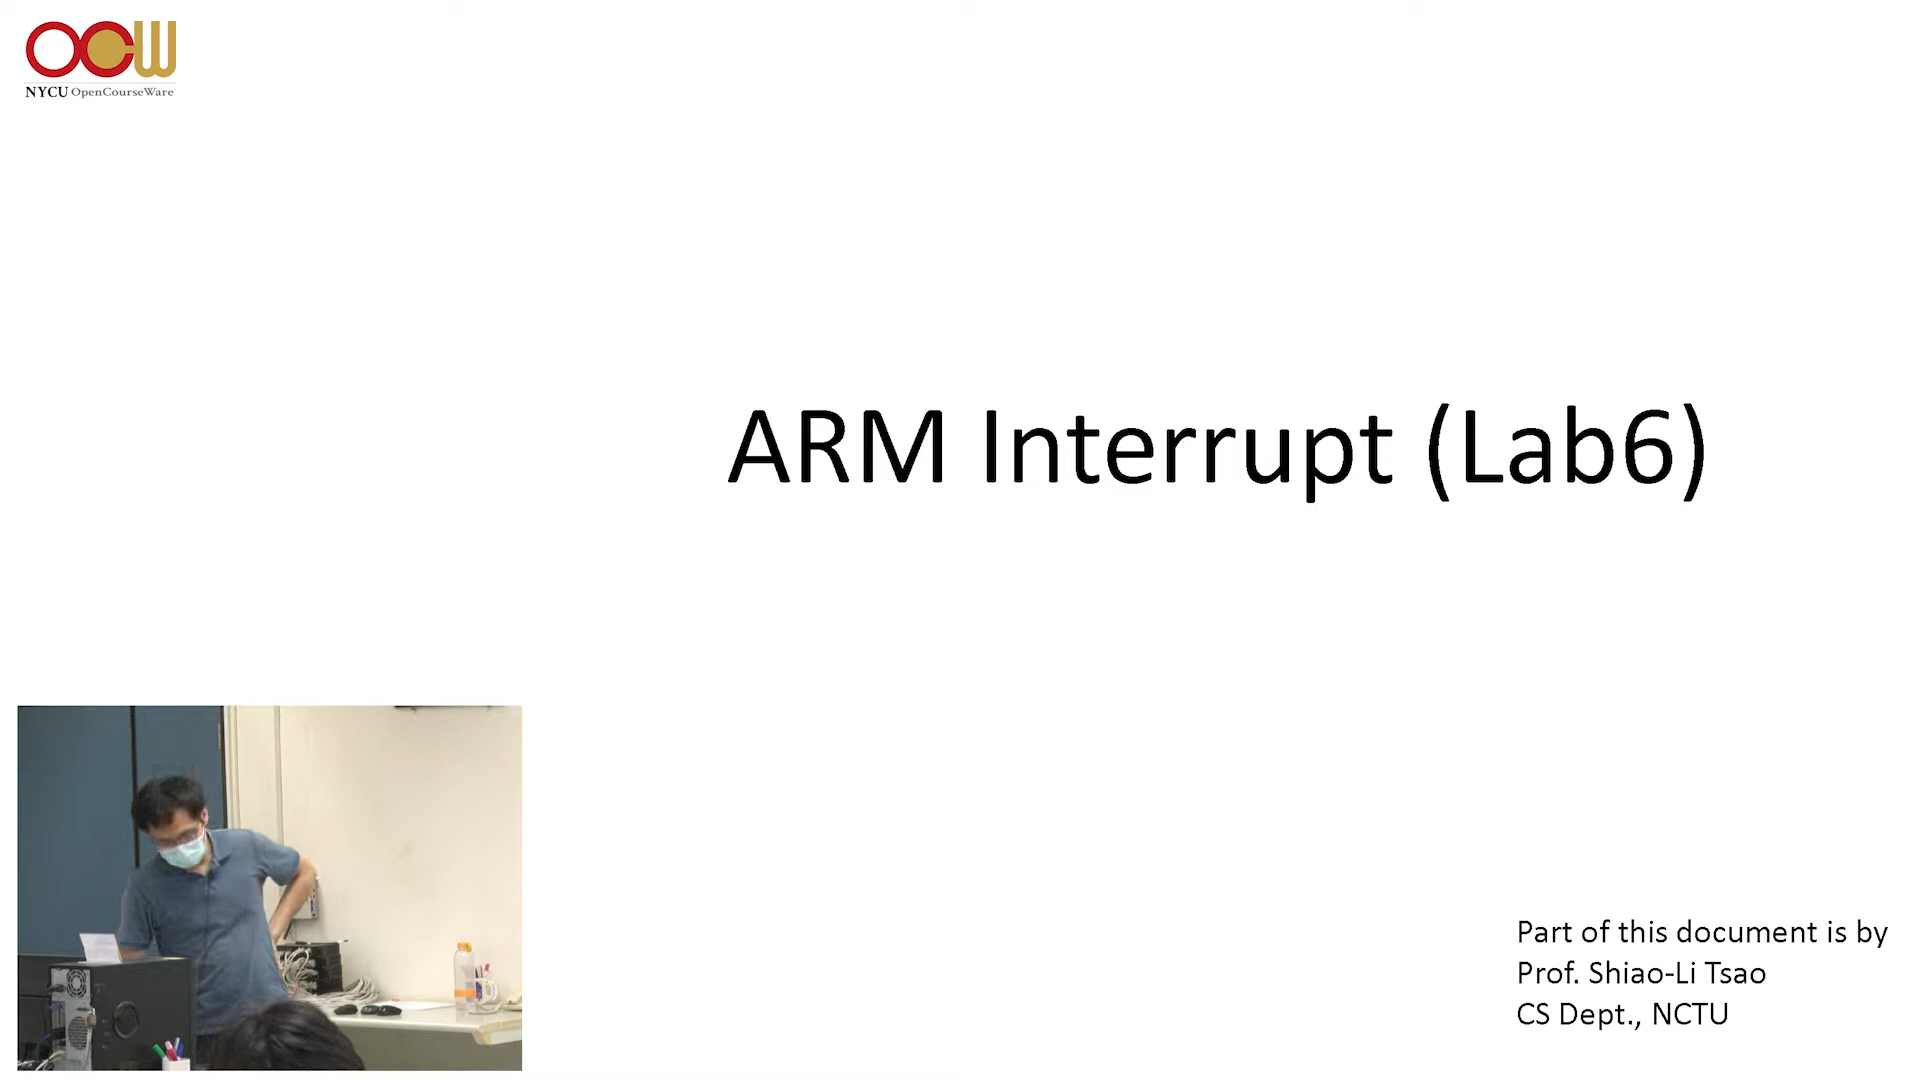 OCW
NYCU OpenCourseWare
ARM Interrupt (Lab6)
Part of this document is by
Prof. Shiao-Li Tsao
CS Dept., NCTU